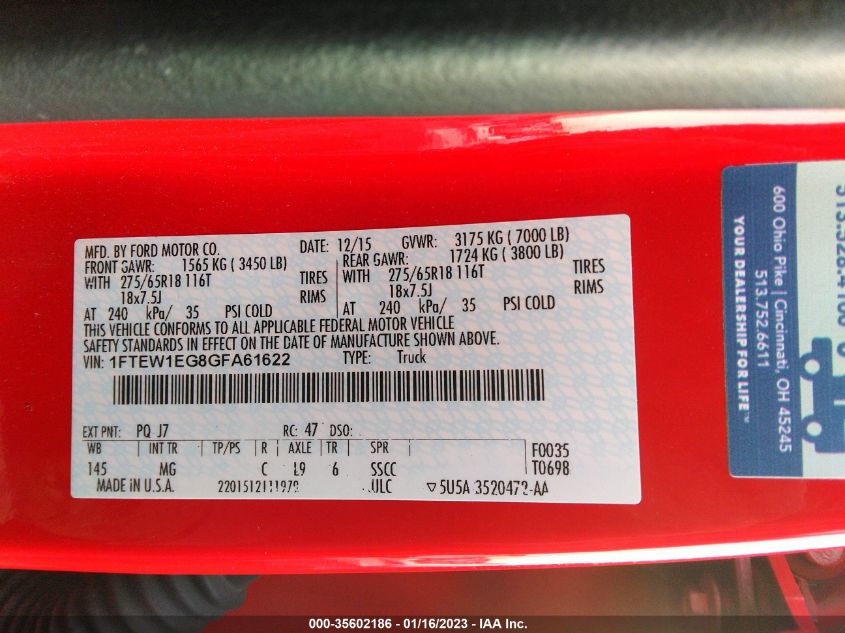 MFD. BY FORD MOTOR CO. DATE: 12/15 GVWR: 3175 KG ( 7000 LB)
FRONT GAWR: 1565 KG ( 3450 LB) REAR GAWR: 1724 KG ( 3800 LB)
WITH 275/65R18 116T TIRES WITH 275/65R18 116T TIRES
18x7.5J RIMS 18x7.5J RIMS
AT 240 kPa/ 35 PSI COLD AT 240 kPa/ 35 PSI COLD
THIS VEHICLE CONFORMS TO ALL APPLICABLE FEDERAL MOTOR VEHICLE
SAFETY STANDARDS IN EFFECT ON THE DATE OF MANUFACTURE SHOWN ABOVE.
VIN: 1FTEW1EG8GFA61622 TYPE: Truck
EXT PNT: PQ J7 RC: 47 DSO:
WB INT TR TP/PS R AXLE TR SPR F0035
145 MG C L9 6 SSCC T0698
MADE IN U.S.A. ULC 5U5A 3520472-AA
600 Ohio Pike | Cincinnati, OH 45245
513.752.6611
YOUR DEALERSHIP FOR LIFE
000-35602186 - 01/16/2023 - IAA Inc.